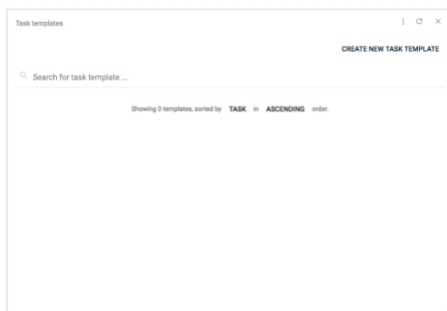 Task templates
CREATE NEW TASK TEMPLATE
Search for task template ...
Showing 0 templates, sorted by TASK in ASCENDING order.